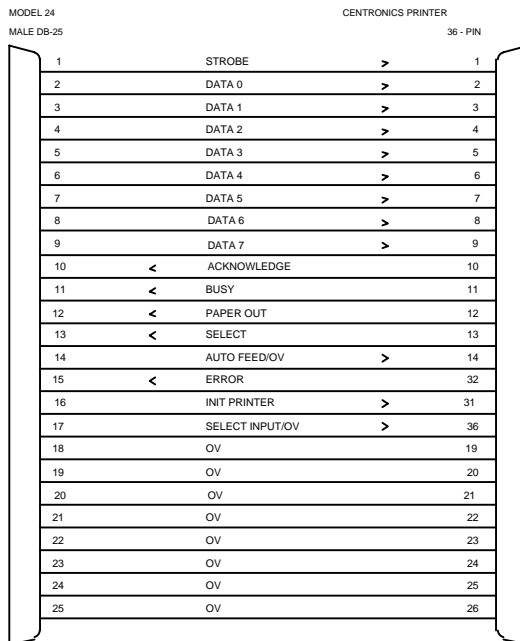 MODEL 24 CENTRONICS PRINTER
MALE DB-25 36 - PIN
1 STROBE > 1
2 DATA 0 > 2
3 DATA 1 > 3
4 DATA 2 > 4
5 DATA 3 > 5
6 DATA 4 > 6
7 DATA 5 > 7
8 DATA 6 > 8
9 DATA 7 > 9
10 < ACKNOWLEDGE 10
11 < BUSY 11
12 < PAPER OUT 12
13 < SELECT 13
14 AUTO FEED/OV > 14
15 < ERROR 32
16 INIT PRINTER > 31
17 SELECT INPUT/OV > 36
18 OV 19
19 OV 20
20 OV 21
21 OV 22
22 OV 23
23 OV 24
24 OV 25
25 OV 26